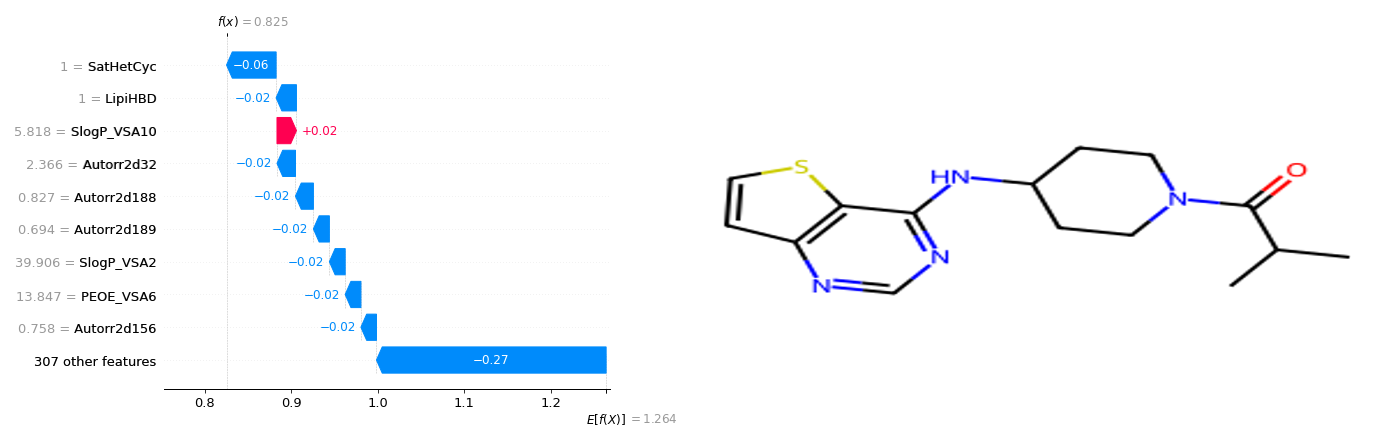 f(x) = 0.825
1 = SatHetCyc
−0.06
1 = LipiHBD
−0.02
5.818 = SlogP_VSA10
+0.02
2.366 = Autorr2d32
−0.02
0.827 = Autorr2d188
−0.02
0.694 = Autorr2d189
−0.02
39.906 = SlogP_VSA2
−0.02
13.847 = PEOE_VSA6
−0.02
0.758 = Autorr2d156
−0.02
307 other features
−0.27
0.8 0.9 1.0 1.1 1.2
E[f(X)] = 1.264
S
HN
N
O
N
N